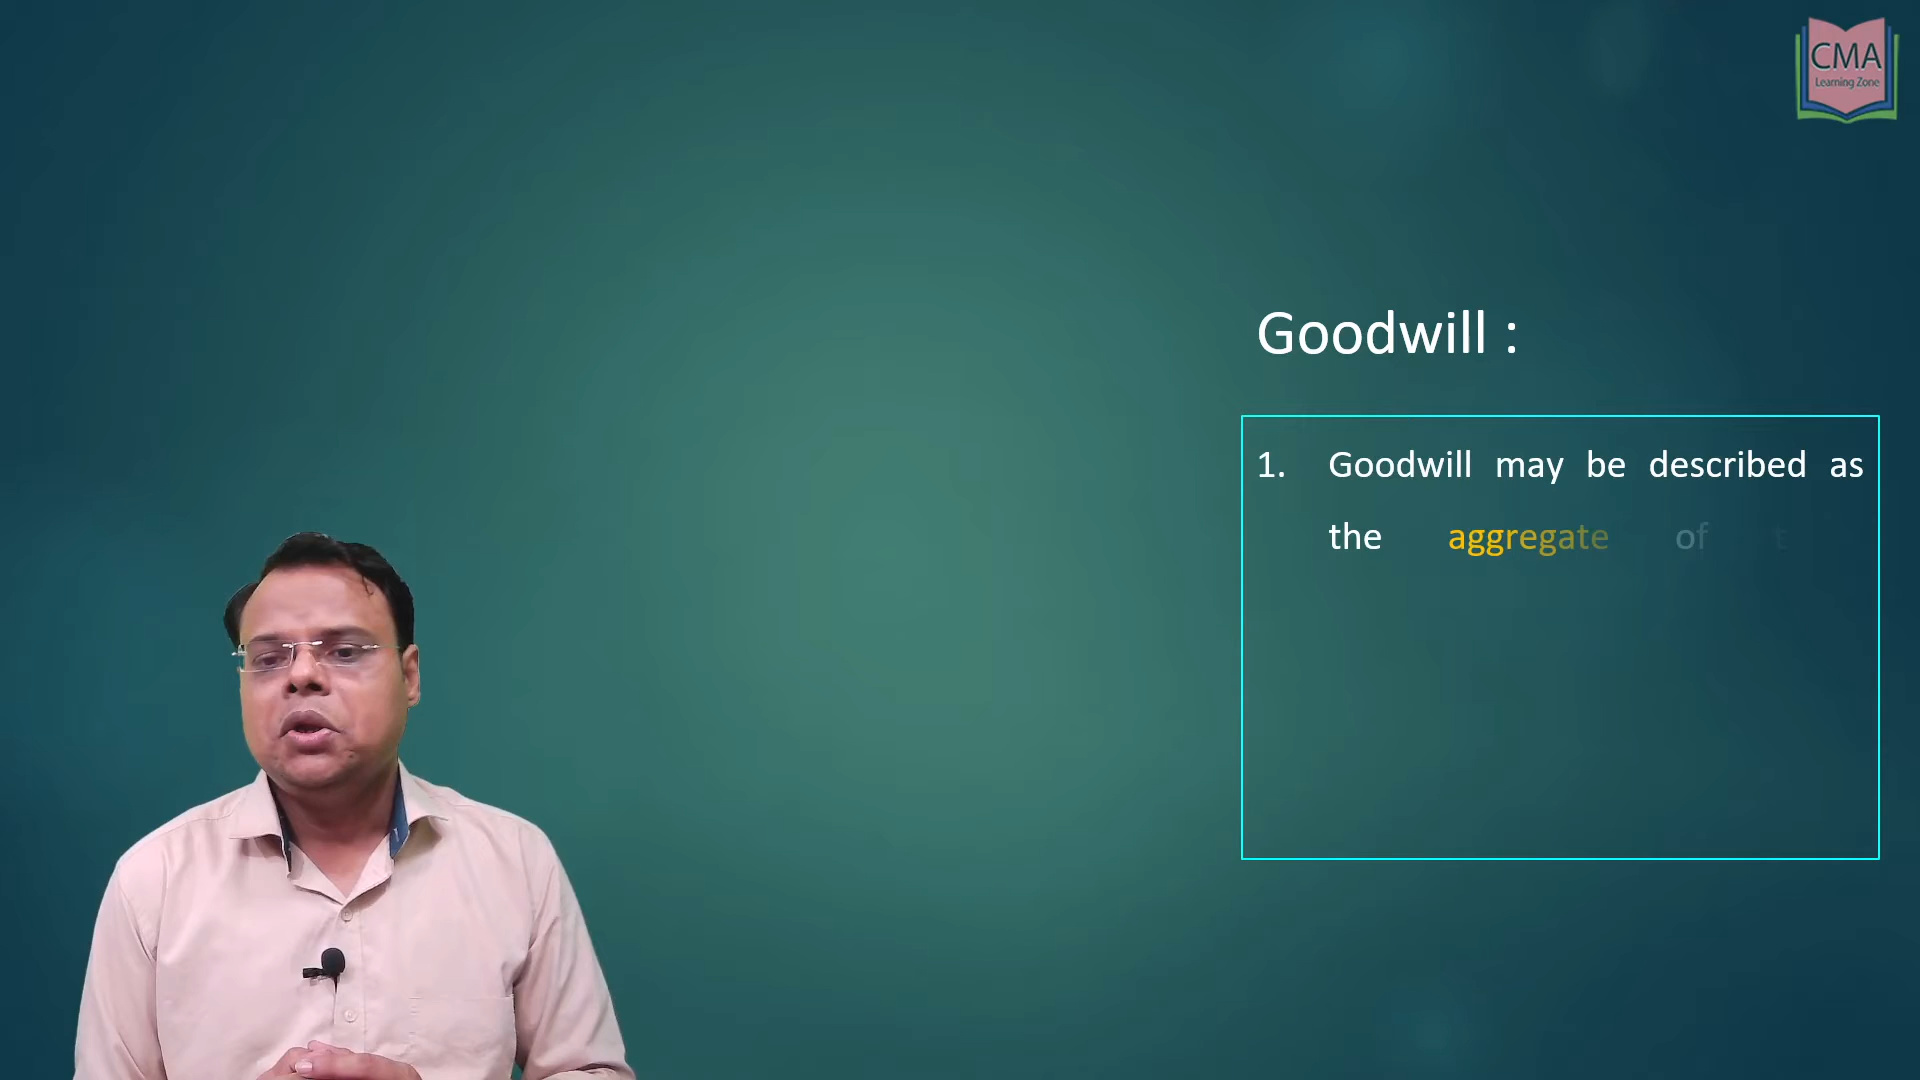 CMA
Learning Zone
Goodwill :
1. Goodwill may be described as
the aggregate of t